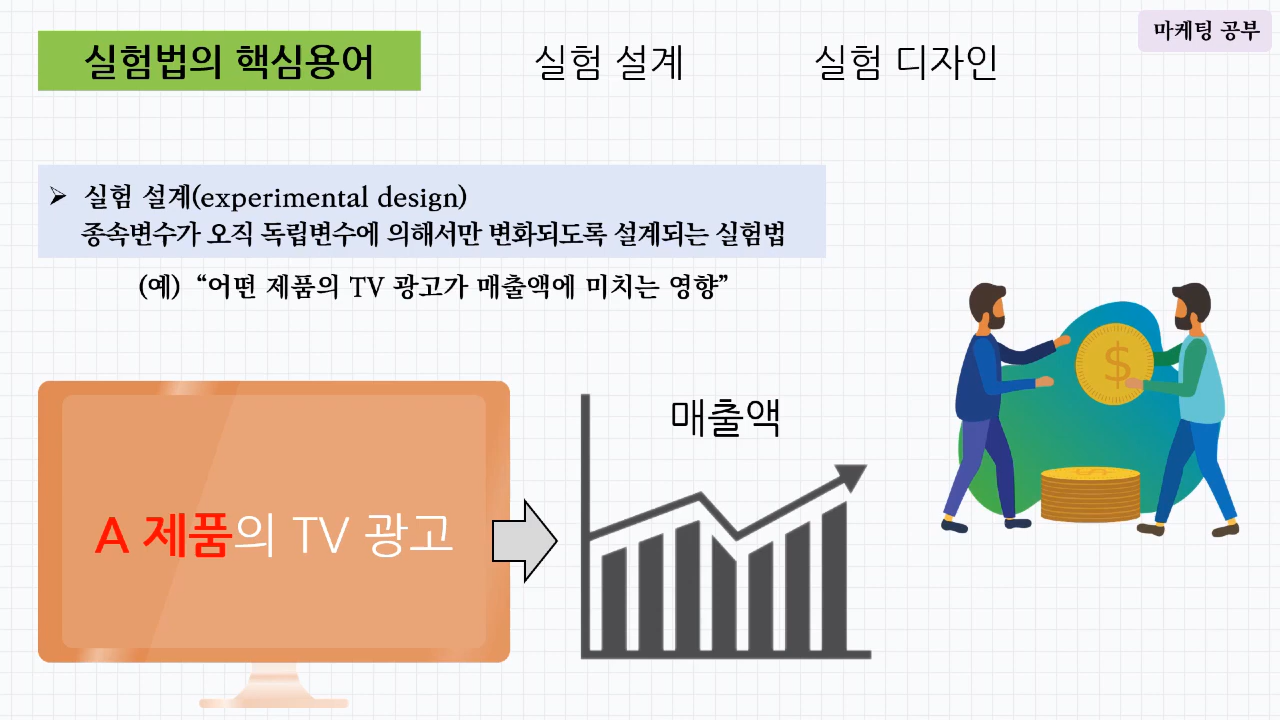 마케팅 공부
실험법의 핵심용어 실험 설계 실험 디자인
➢ 실험 설계(experimental design)
종속변수가 오직 독립변수에 의해서만 변화되도록 설계되는 실험법
(예) “어떤 제품의 TV 광고가 매출액에 미치는 영향”
매출액
A 제품의 TV 광고
$